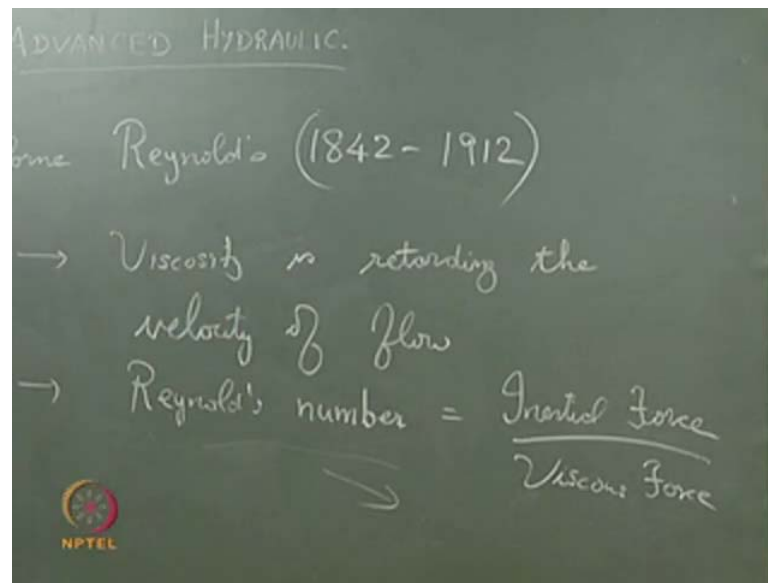 ADVANCED HYDRAULIC.
Reynold's (1842 - 1912)
→ Viscosity is retarding the
velocity of flow
→ Reynold's number = Inertial Force
Viscous Force
NPTEL